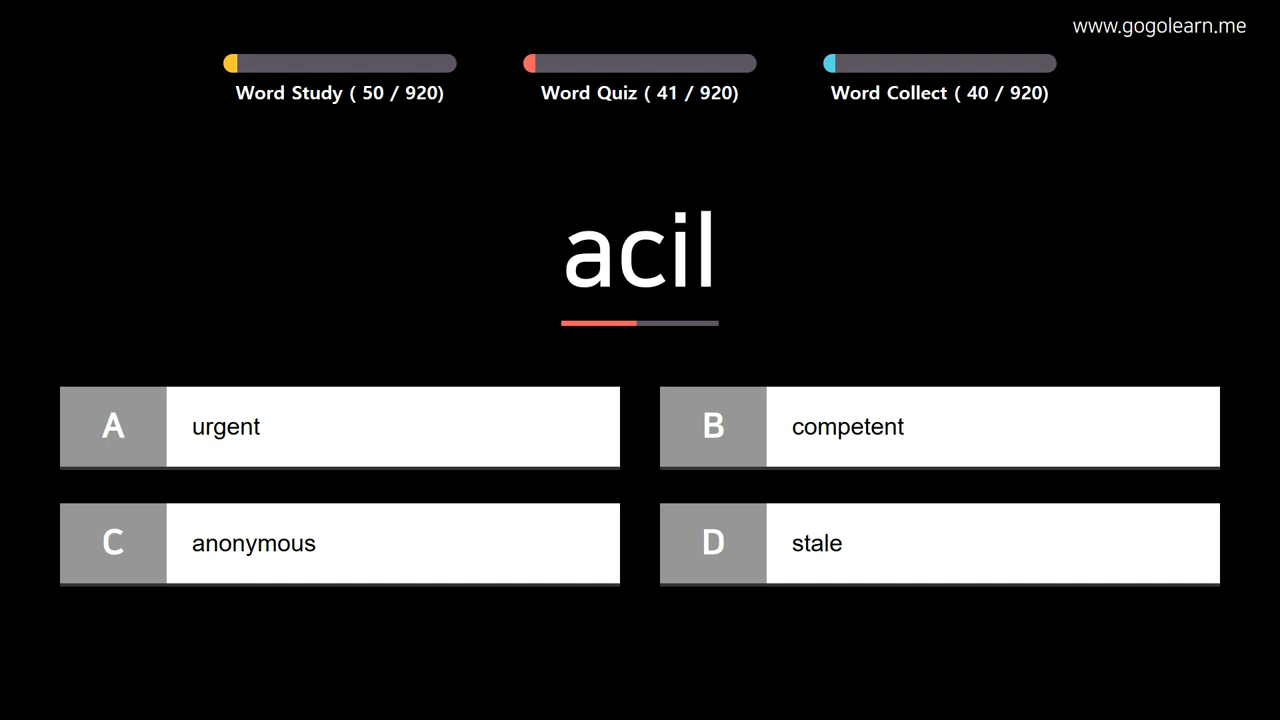 www.gogolearn.me
Word Study ( 50 / 920)
Word Quiz ( 41 / 920)
Word Collect ( 40 / 920)
acil
A urgent
B competent
C anonymous
D stale